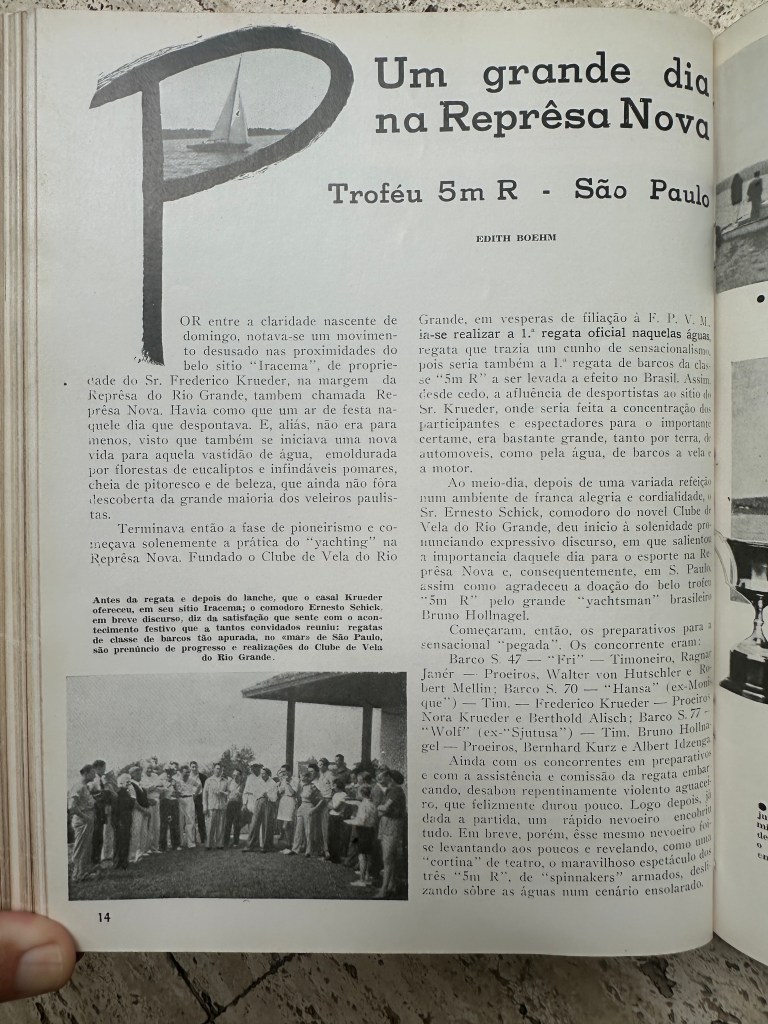 Um grande dia
na Reprêsa Nova
Troféu 5m R - São Paulo
EDITH BOEHM
POR entre a claridade nascente de
domingo, notava-se um movimen-
to desusado nas proximidades do
belo sitio "Iracema", de proprie-
dade do Sr. Frederico Krueder, na margem da
Reprêsa do Rio Grande, tambem chamada Re-
prêsa Nova. Havia como que um ar de festa na-
quele dia que despontava. E, aliás, não era para
menos, visto que também se iniciava uma nova
vida para aquela vastidão de água, emoldurada
por florestas de eucaliptos e infindáveis pomares,
cheia de pitoresco e de beleza, que ainda não fôra
descoberta da grande maioria dos veleiros paulis-
tas.
Terminava então a fase de pioneirismo e co-
meçava solenemente a prática do "yachting" na
Reprêsa Nova. Fundado o Clube de Vela do Rio
Antes da regata e depois do lanche, que o casal Krueder
ofereceu, em seu sítio Iracema; o comodoro Ernesto Schick,
em breve discurso, diz da satisfação que sente com o acon-
tecimento festivo que a tantos convidados reuniu: regatas
de classe de barcos tão apurada, no «mar» de São Paulo,
são prenúncio de progresso e realizações do Clube de Vela
do Rio Grande.
14
Grande, em vesperas de filiação à F. P. V. M.,
ia-se realizar a 1.ª regata oficial naquelas águas,
regata que trazia um cunho de sensacionalismo,
pois seria também a 1.ª regata de barcos da clas-
se "5m R" a ser levada a efeito no Brasil. Assim,
desde cedo, a afluência de desportistas ao sitio do
Sr. Krueder, onde seria feita a concentração dos
participantes e espectadores para o importante
certame, era bastante grande, tanto por terra, de
automoveis, como pela água, de barcos a vela e
a motor.
Ao meio-dia, depois de uma variada refeição
num ambiente de franca alegria e cordialidade, o
Sr. Ernesto Schick, comodoro do novel Clube de
Vela do Rio Grande, deu inicio à solenidade pro-
nunciando expressivo discurso, em que salientou
a importancia daquele dia para o esporte na Re-
prêsa Nova e, consequentemente, em S. Paulo,
assim como agradeceu a doação do belo trofeu
"5m R" pelo grande "yachtsman" brasileiro
Bruno Hollnagel.
Começaram, então, os preparativos para a
sensacional "pegada". Os concorrente eram:
Barco S. 47 — "Fri" — Timoneiro, Ragnar
Janér — Proeiros, Walter von Hutschler e Ro-
bert Mellin; Barco S. 70 — "Hansa" (ex-Moni-
que") — Tim. — Frederico Krueder — Proeiros
Nora Krueder e Berthold Alisch; Barco S. 77 —
"Wolf" (ex-"Sjutusa") — Tim. Bruno Hollna-
gel — Proeiros, Bernhard Kurz e Albert Idzenga.
Ainda com os concorrentes em preparativos
e com a assistência e comissão da regata embar-
cando, desabou repentinamente violento aguacei-
ro, que felizmente durou pouco. Logo depois, já
dada a partida, um rápido nevoeiro encobriu
tudo. Em breve, porém, êsse mesmo nevoeiro foi-
se levantando aos poucos e revelando, como uma
"cortina" de teatro, o maravilhoso espetáculo dos
três "5m R", de "spinnakers" armados, desli-
zando sôbre as águas num cenário ensolarado.